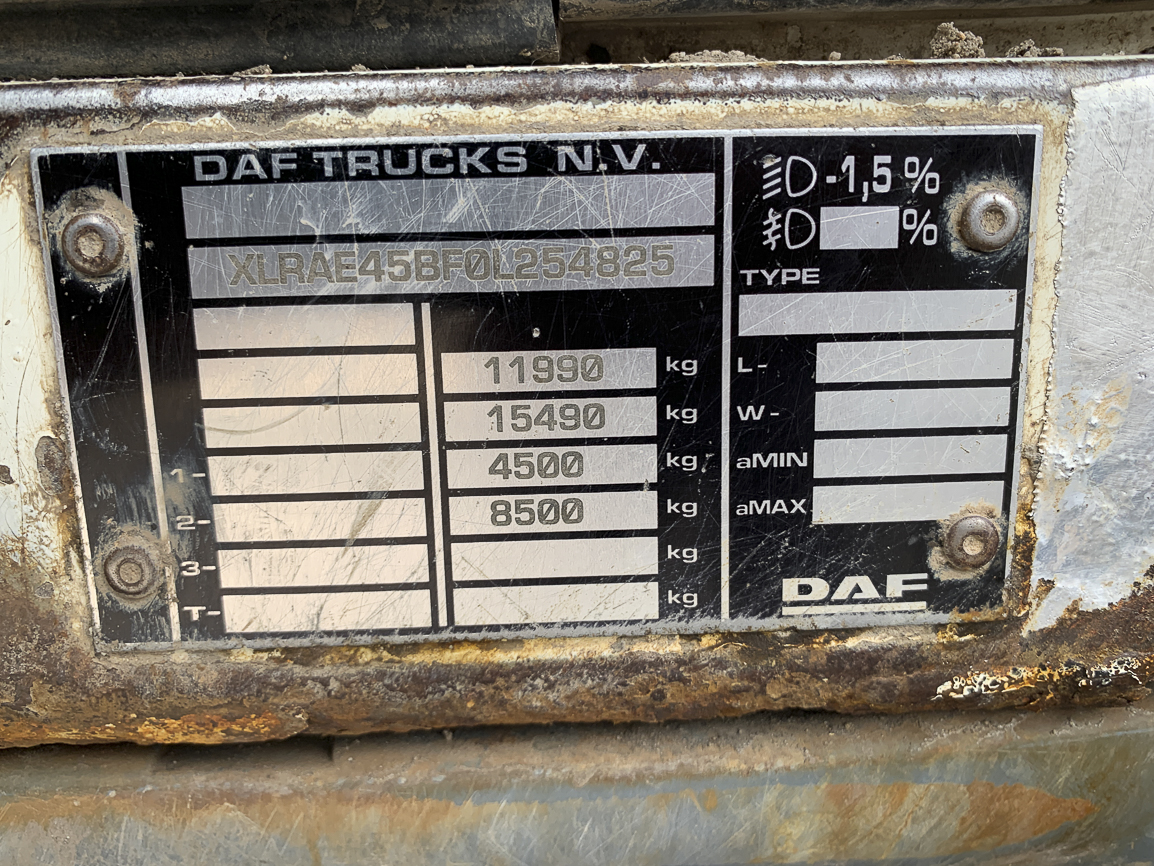 DAF TRUCKS N.V.
XLRAE45BF0L254825
11990 kg
15490 kg
1- 4500 kg
2- 8500 kg
3- kg
T- kg
-1,5 %
%
TYPE
L-
W-
aMIN
aMAX
DAF